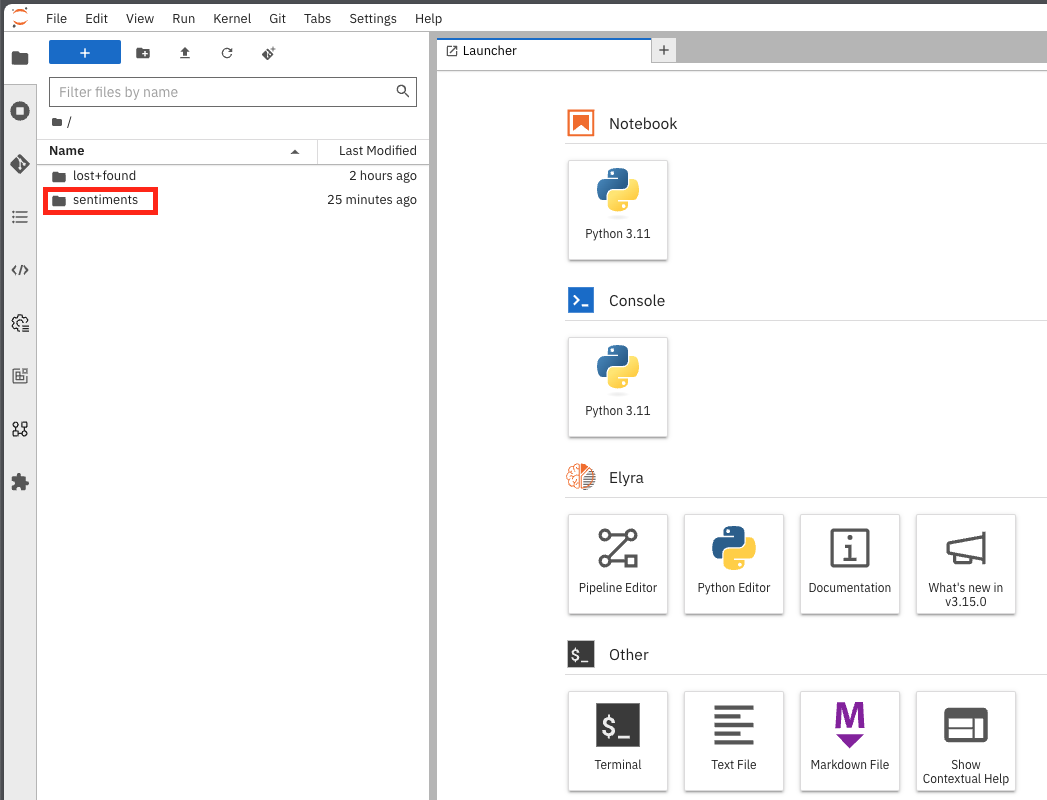 File Edit View Run Kernel Git Tabs Settings Help
+
Launcher
+
Filter files by name
/
Name Last Modified
lost+found 2 hours ago
sentiments 25 minutes ago
Notebook
Python 3.11
>_ Console
Python 3.11
Elyra
Pipeline Editor
Python Editor
i
Documentation
What's new in
v3.15.0
$_ Other
$_
Terminal
Text File
M
Markdown File
Show
Contextual Help